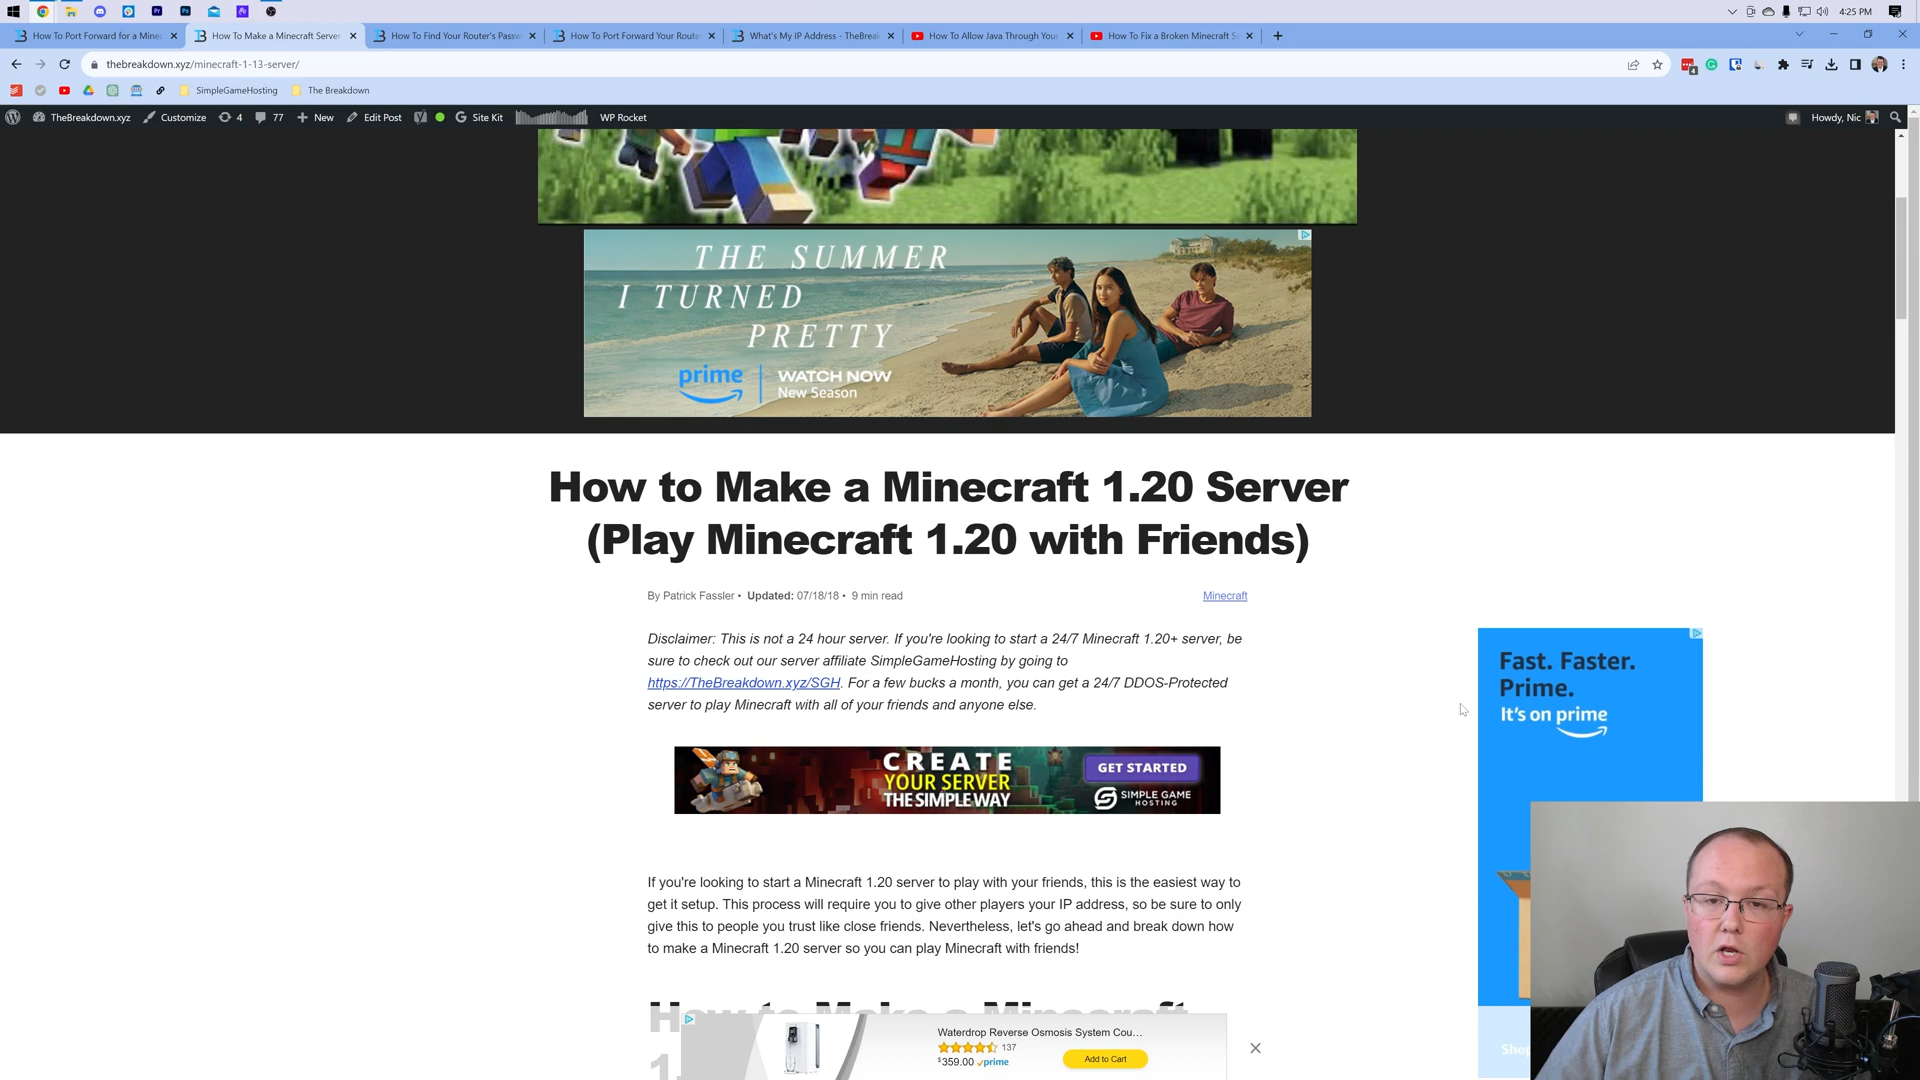 4:25 PM
How To Port Forward for a Minec
How To Make a Minecraft Server
How To Find Your Router's Passw
How To Port Forward Your Route
What's My IP Address - TheBreak
How To Allow Java Through Your
How To Fix a Broken Minecraft S
thebreakdown.xyz/minecraft-1-13-server/
SimpleGameHosting
The Breakdown
TheBreakdown.xyz
Customize
4
77
New
Edit Post
Site Kit
WP Rocket
Howdy, Nic
THE SUMMER
I TURNED
PRETTY
prime
WATCH NOW
New Season
How to Make a Minecraft 1.20 Server
(Play Minecraft 1.20 with Friends)
By Patrick Fassler • Updated: 07/18/18 • 9 min read
Minecraft
Disclaimer: This is not a 24 hour server. If you're looking to start a 24/7 Minecraft 1.20+ server, be
sure to check out our server affiliate SimpleGameHosting by going to
https://TheBreakdown.xyz/SGH. For a few bucks a month, you can get a 24/7 DDOS-Protected
server to play Minecraft with all of your friends and anyone else.
Fast. Faster.
Prime.
It's on prime
CREATE
YOUR SERVER
THE SIMPLE WAY
GET STARTED
SIMPLE GAME
HOSTING
If you're looking to start a Minecraft 1.20 server to play with your friends, this is the easiest way to
get it setup. This process will require you to give other players your IP address, so be sure to only
give this to people you trust like close friends. Nevertheless, let's go ahead and break down how
to make a Minecraft 1.20 server so you can play Minecraft with friends!
How to Make a Minecraft
Waterdrop Reverse Osmosis System Cou...
137
$359.00 prime
Add to Cart